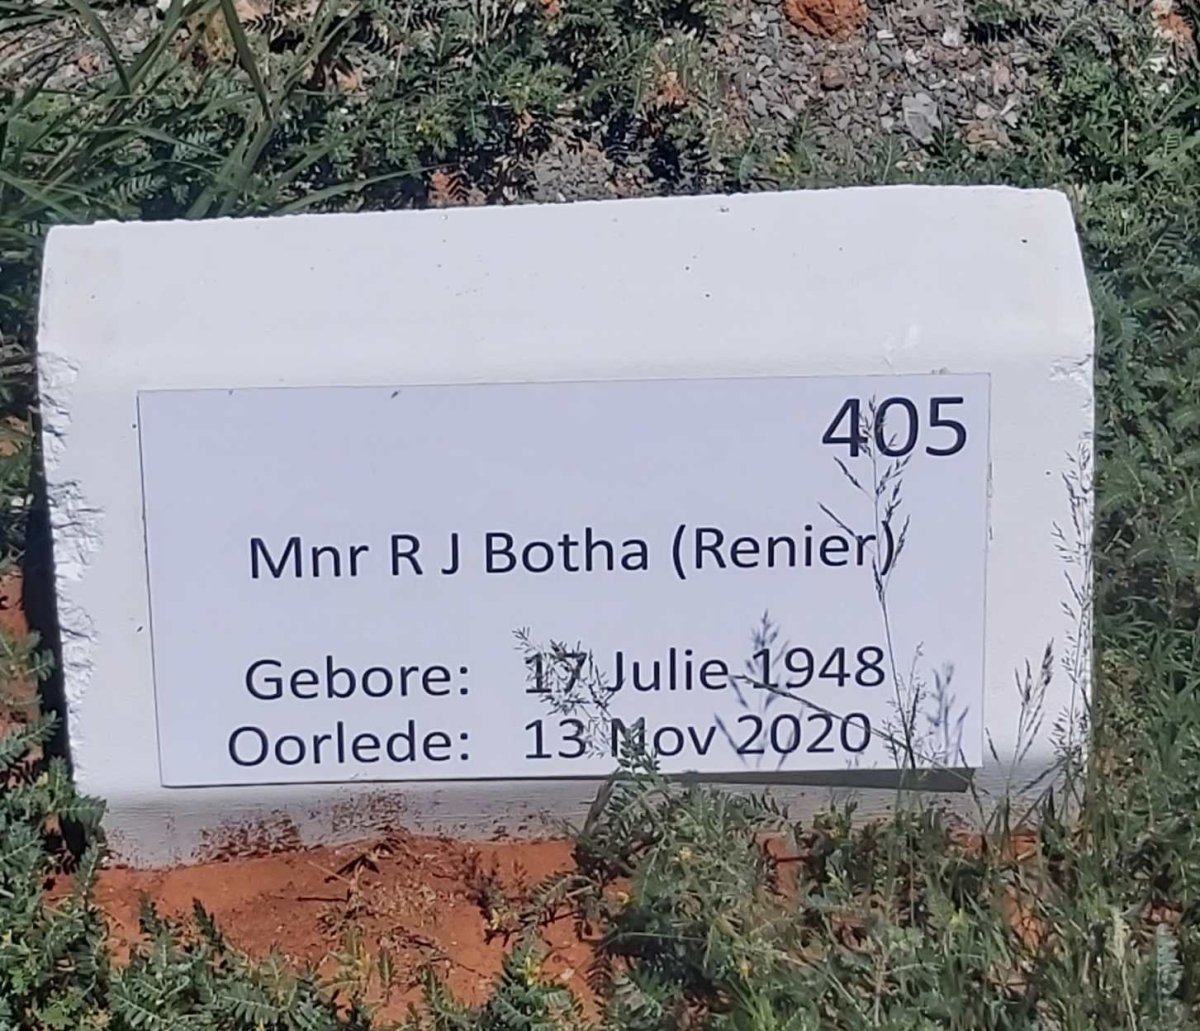 405
Mnr R J Botha (Renier)
Gebore: 17 Julie 1948
Oorlede: 13 Nov 2020